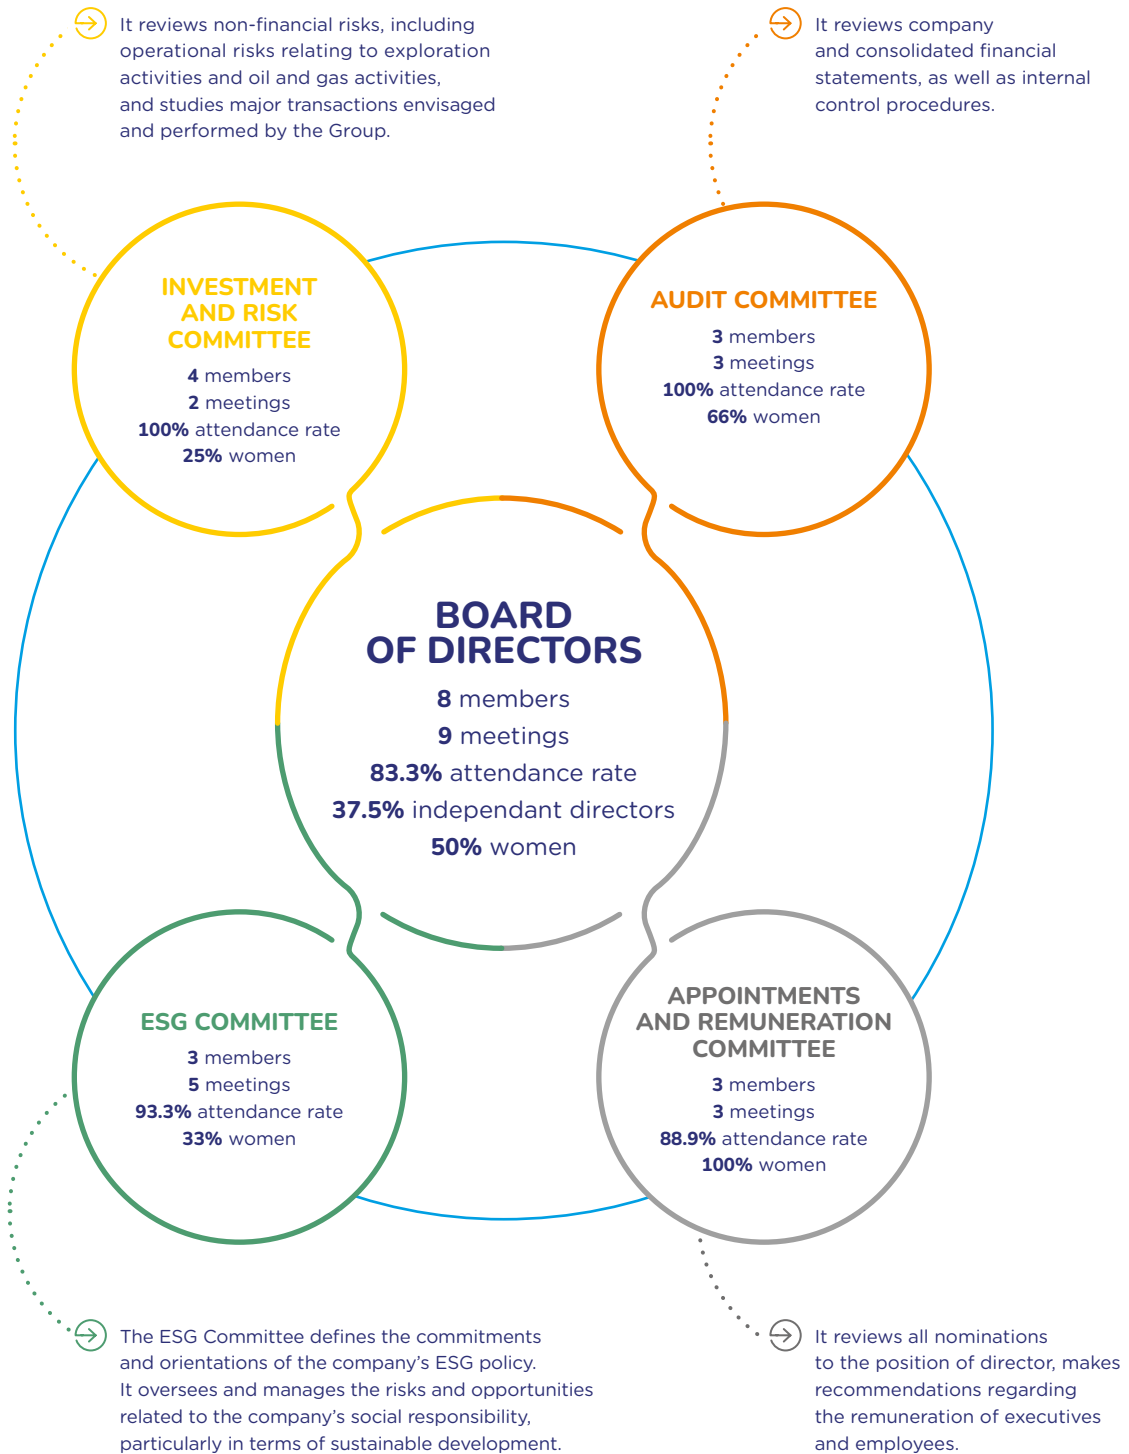 It reviews non-financial risks, including
operational risks relating to exploration
activities and oil and gas activities,
and studies major transactions envisaged
and performed by the Group.
It reviews company
and consolidated financial
statements, as well as internal
control procedures.
INVESTMENT
AND RISK
COMMITTEE
4 members
2 meetings
100% attendance rate
25% women
AUDIT COMMITTEE
3 members
3 meetings
100% attendance rate
66% women
BOARD
OF DIRECTORS
8 members
9 meetings
83.3% attendance rate
37.5% independant directors
50% women
ESG COMMITTEE
3 members
5 meetings
93.3% attendance rate
33% women
APPOINTMENTS
AND REMUNERATION
COMMITTEE
3 members
3 meetings
88.9% attendance rate
100% women
The ESG Committee defines the commitments
and orientations of the company's ESG policy.
It oversees and manages the risks and opportunities
related to the company's social responsibility,
particularly in terms of sustainable development.
It reviews all nominations
to the position of director, makes
recommendations regarding
the remuneration of executives
and employees.